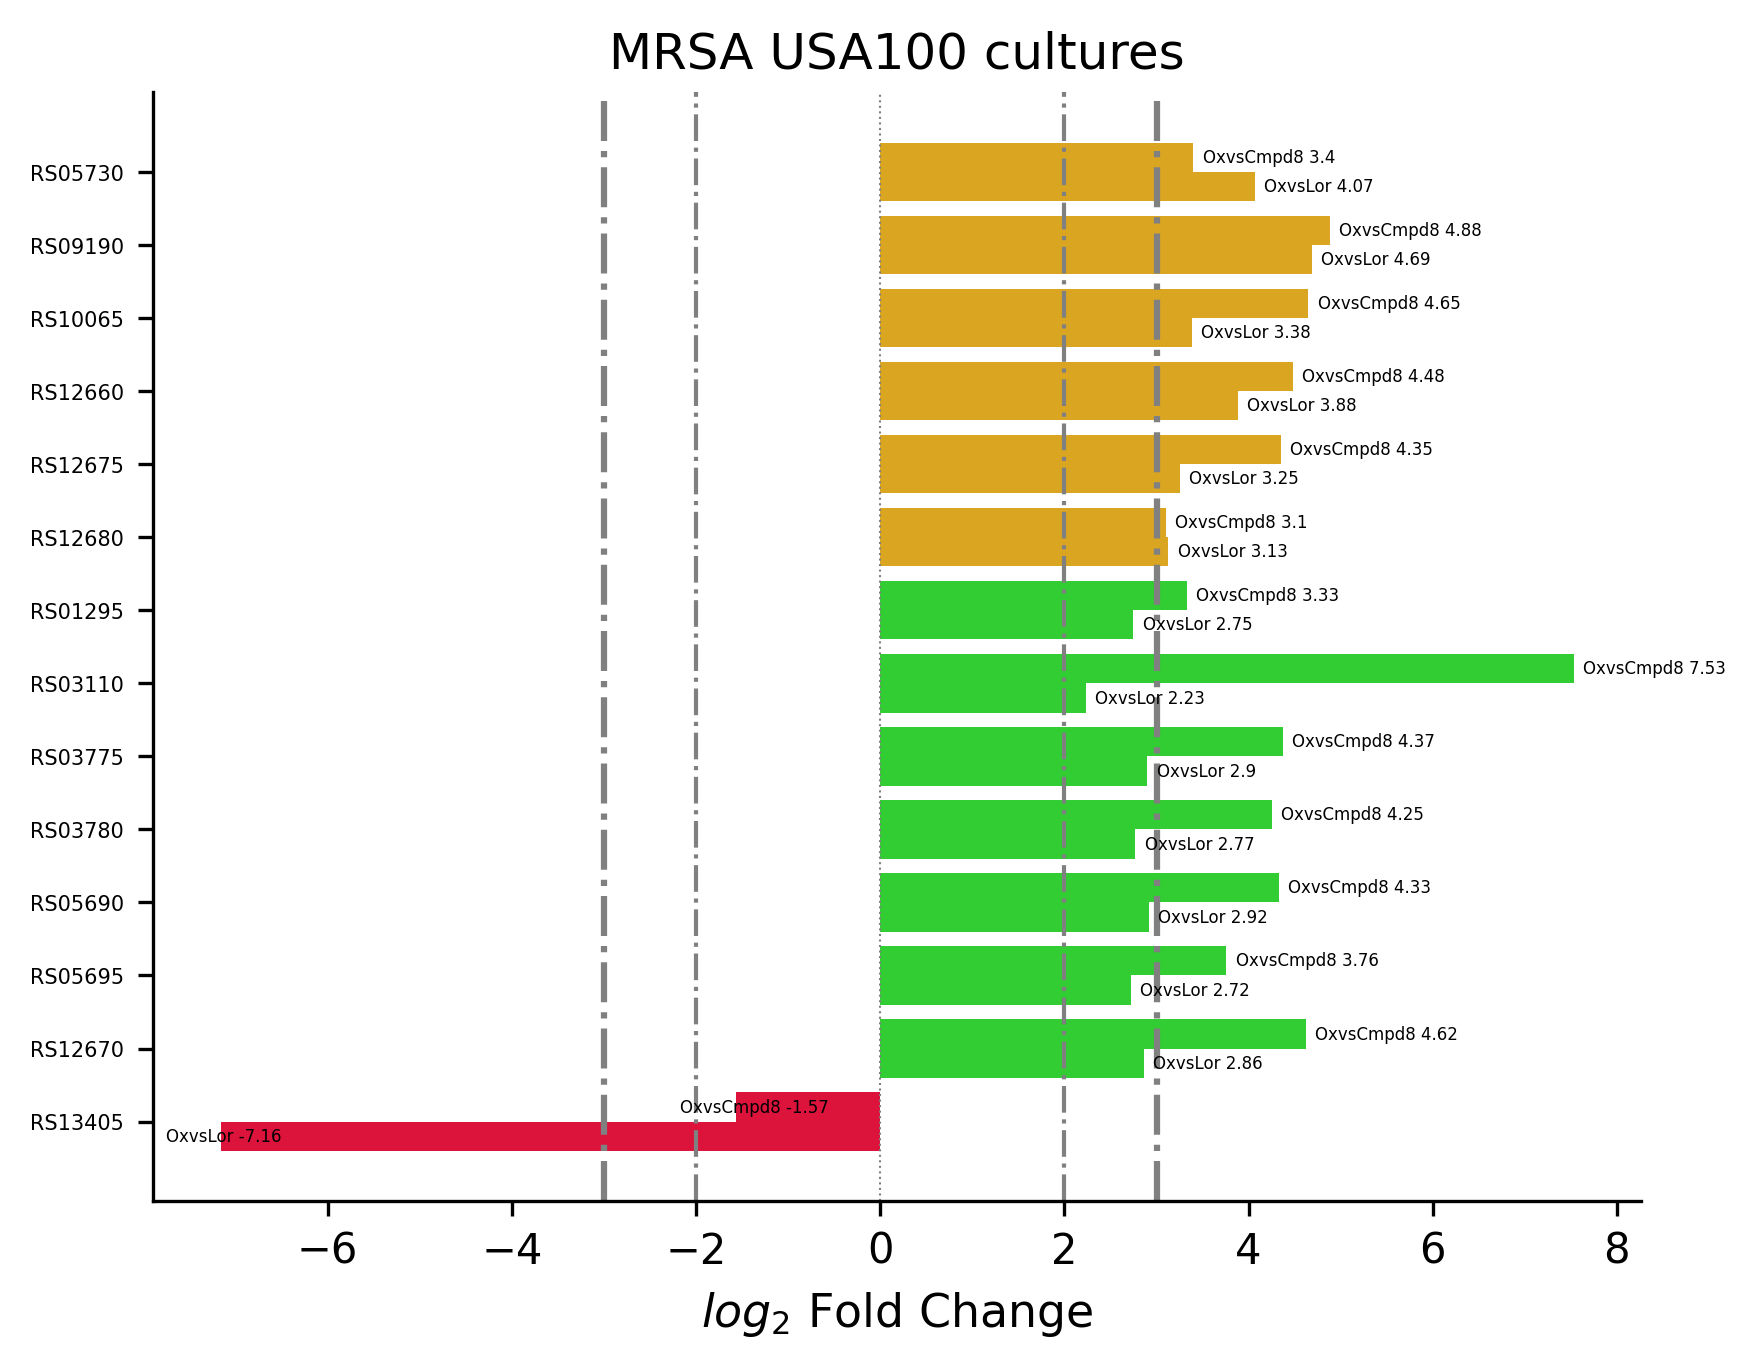 MRSA USA100 cultures
RS05730
OxvsCmpd8 3.4
OxvsLor 4.07
RS09190
OxvsCmpd8 4.88
OxvsLor 4.69
RS10065
OxvsCmpd8 4.65
OxvsLor 3.38
RS12660
OxvsCmpd8 4.48
OxvsLor 3.88
RS12675
OxvsCmpd8 4.35
OxvsLor 3.25
RS12680
OxvsCmpd8 3.1
OxvsLor 3.13
RS01295
OxvsCmpd8 3.33
OxvsLor 2.75
RS03110
OxvsCmpd8 7.53
OxvsLor 2.23
RS03775
OxvsCmpd8 4.37
OxvsLor 2.9
RS03780
OxvsCmpd8 4.25
OxvsLor 2.77
RS05690
OxvsCmpd8 4.33
OxvsLor 2.92
RS05695
OxvsCmpd8 3.76
OxvsLor 2.72
RS12670
OxvsCmpd8 4.62
OxvsLor 2.86
RS13405
OxvsCmpd8 -1.57
OxvsLor -7.16
−6 −4 −2 0 2 4 6 8
log₂ Fold Change